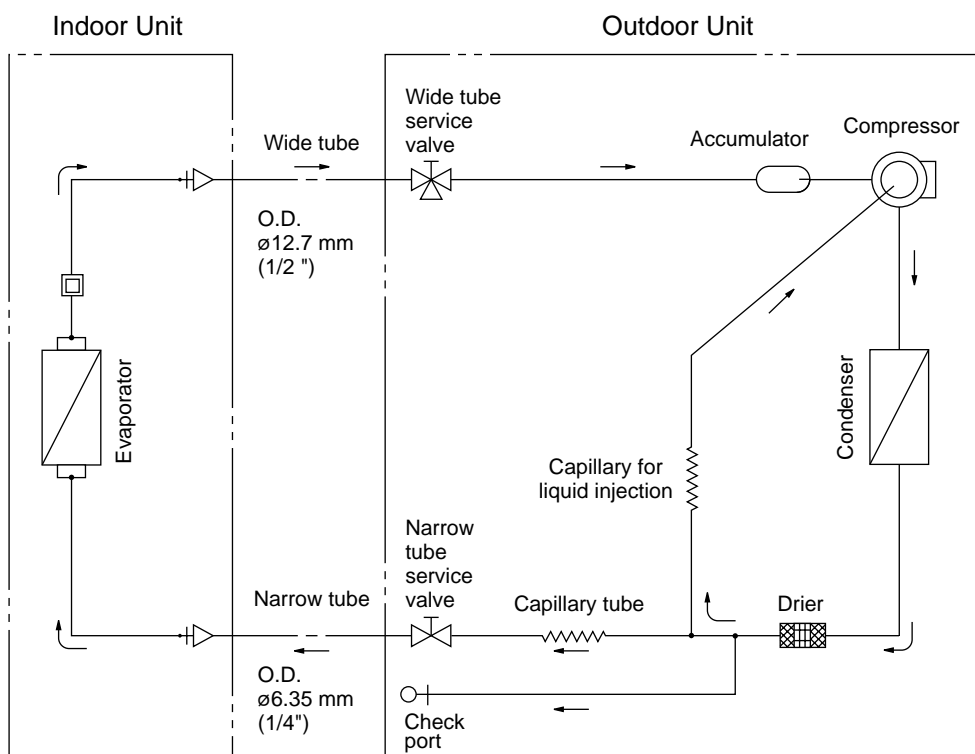 Indoor Unit
Outdoor Unit
Wide tube
service
valve
Wide tube
Accumulator
Compressor
O.D.
ø12.7 mm
(1/2 ")
Evaporator
Condenser
Capillary for
liquid injection
Narrow
tube
service
valve
Narrow tube
Capillary tube
Drier
O.D.
ø6.35 mm
(1/4")
Check
port